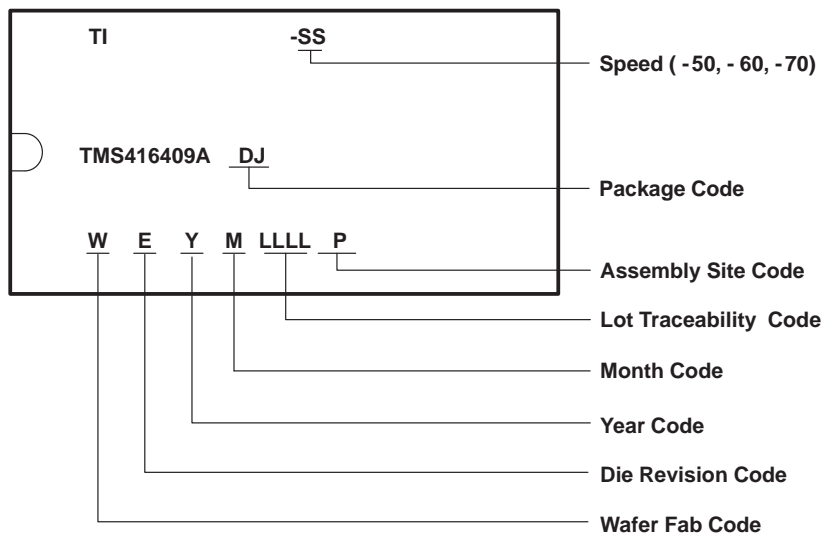 TI -SS
Speed ( -50, - 60, -70)
TMS416409A DJ
Package Code
W E Y M LLLL P
Assembly Site Code
Lot Traceability Code
Month Code
Year Code
Die Revision Code
Wafer Fab Code